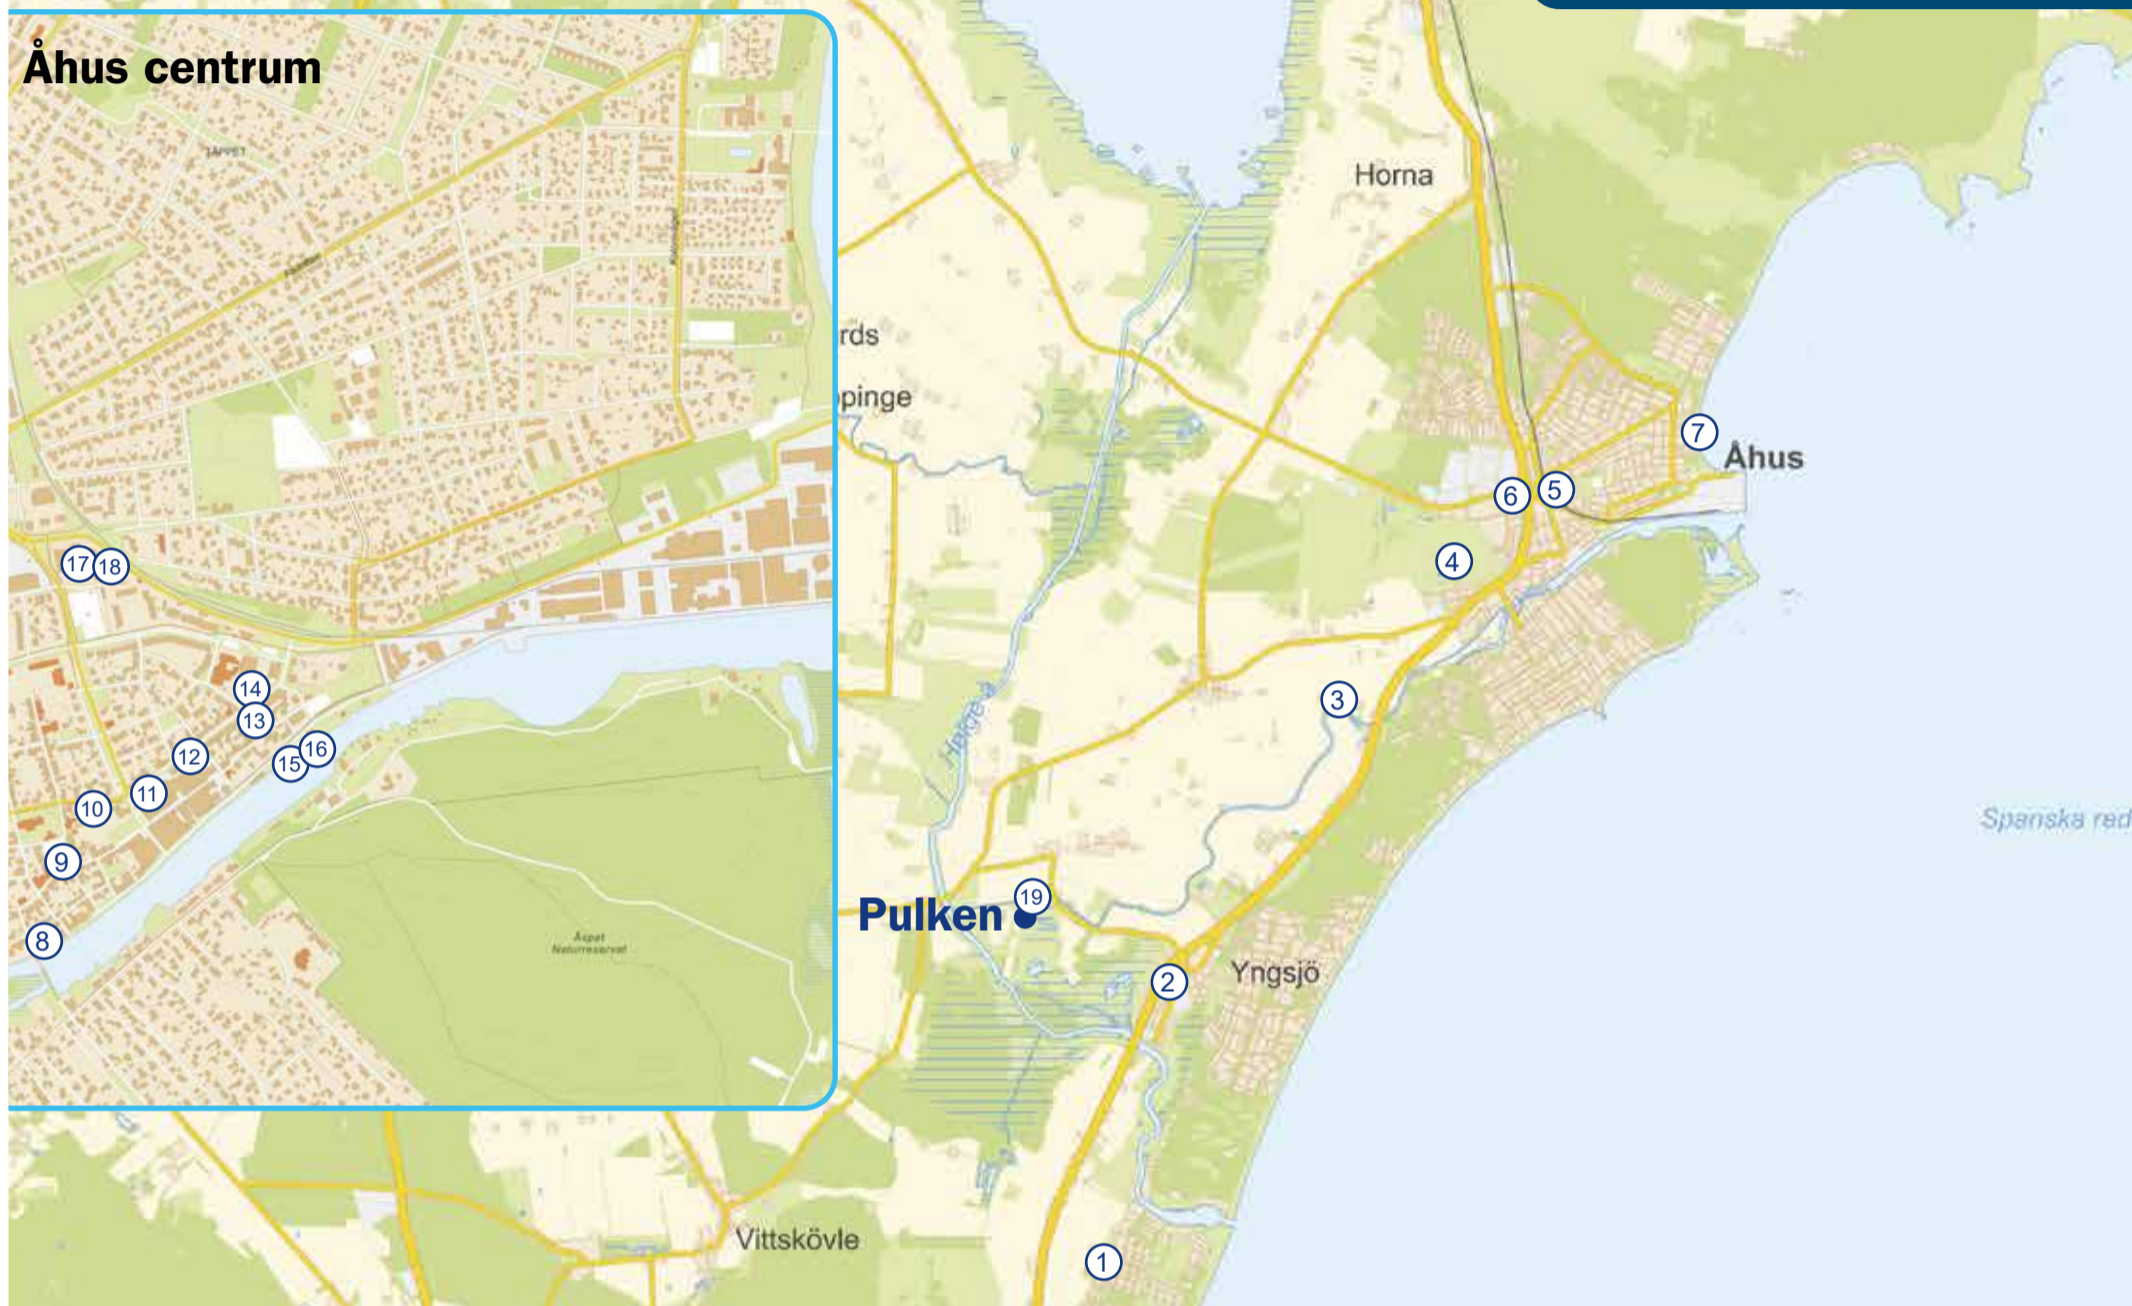 Åhus centrum
TÄPPET
Horna
rds
pinge
7
Åhus
6
5
4
17
18
14
3
13
12
16
15
11
10
Helge å
Spanska red
9
19
Pulken
8
Åspet
Naturreservat
2
Yngsjö
Vittskövle
1